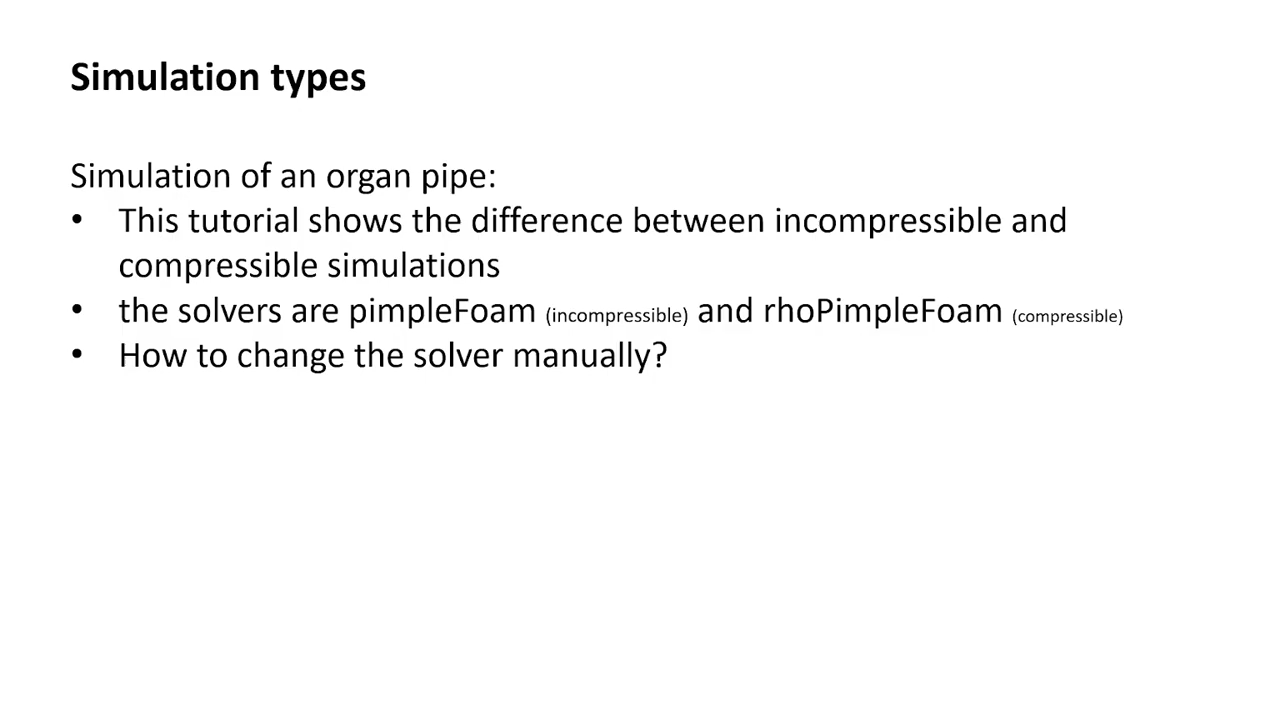 Simulation types
Simulation of an organ pipe:
• This tutorial shows the difference between incompressible and
compressible simulations
• the solvers are pimpleFoam (incompressible) and rhoPimpleFoam (compressible)
• How to change the solver manually?